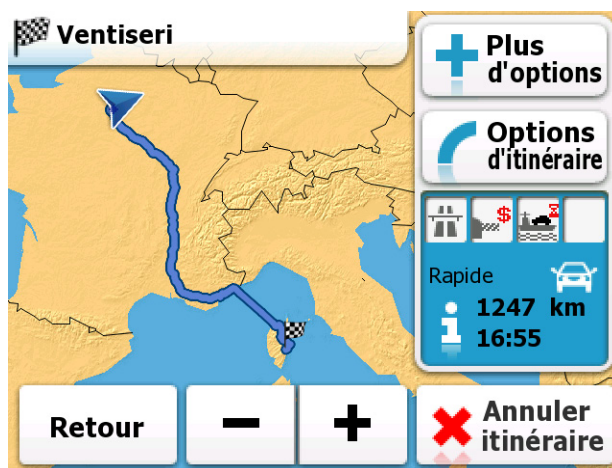 Ventiseri
Plus
d'options
Options
d'itinéraire
$
Rapide
1247 km
16:55
Retour
Annuler
itinéraire